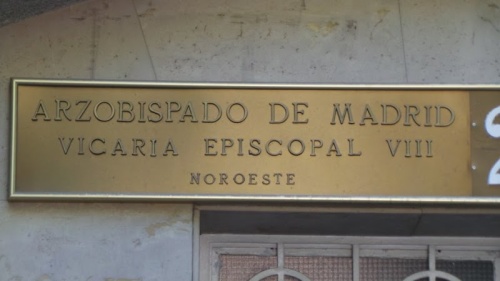 ARZOBISPADO DE MADRID
VICARIA EPISCOPAL VIII
NOROESTE